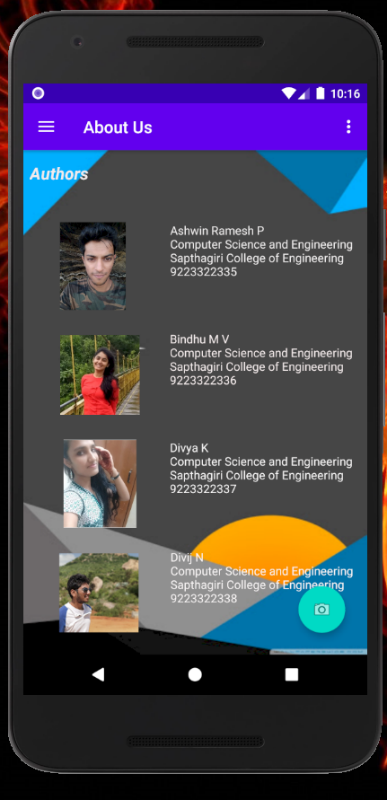 10:16
About Us
Authors
Ashwin Ramesh P
Computer Science and Engineering
Sapthagiri College of Engineering
9223322335
Bindhu M V
Computer Science and Engineering
Sapthagiri College of Engineering
9223322336
Divya K
Computer Science and Engineering
Sapthagiri College of Engineering
9223322337
Divij N
Computer Science and Engineering
Sapthagiri College of Engineering
9223322338